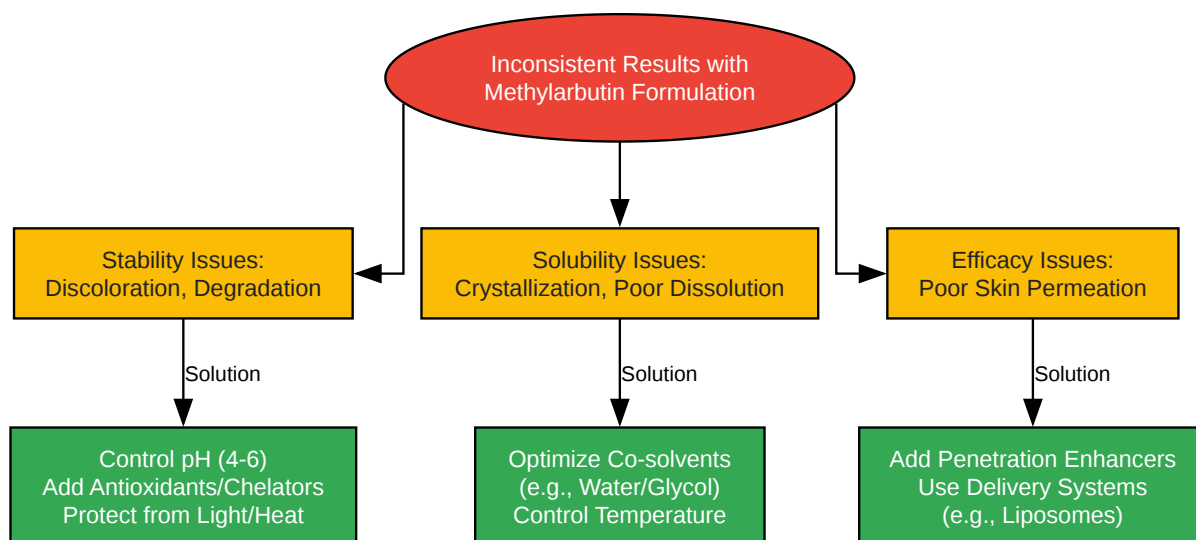 Inconsistent Results with
Methylarbutin Formulation
Stability Issues:
Discoloration, Degradation
Solubility Issues:
Crystallization, Poor Dissolution
Efficacy Issues:
Poor Skin Permeation
Solution
Solution
Solution
Control pH (4-6)
Add Antioxidants/Chelators
Protect from Light/Heat
Optimize Co-solvents
(e.g., Water/Glycol)
Control Temperature
Add Penetration Enhancers
Use Delivery Systems
(e.g., Liposomes)